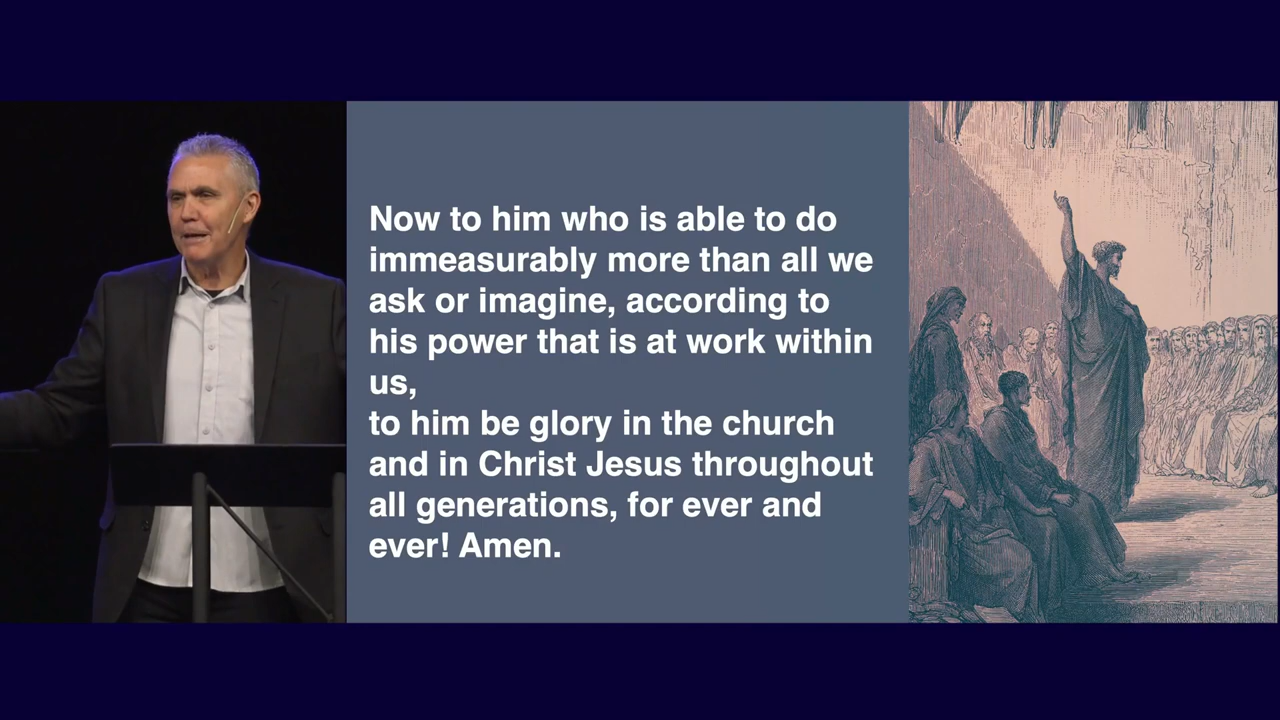 Now to him who is able to do
immeasurably more than all we
ask or imagine, according to
his power that is at work within
us,
to him be glory in the church
and in Christ Jesus throughout
all generations, for ever and
ever! Amen.